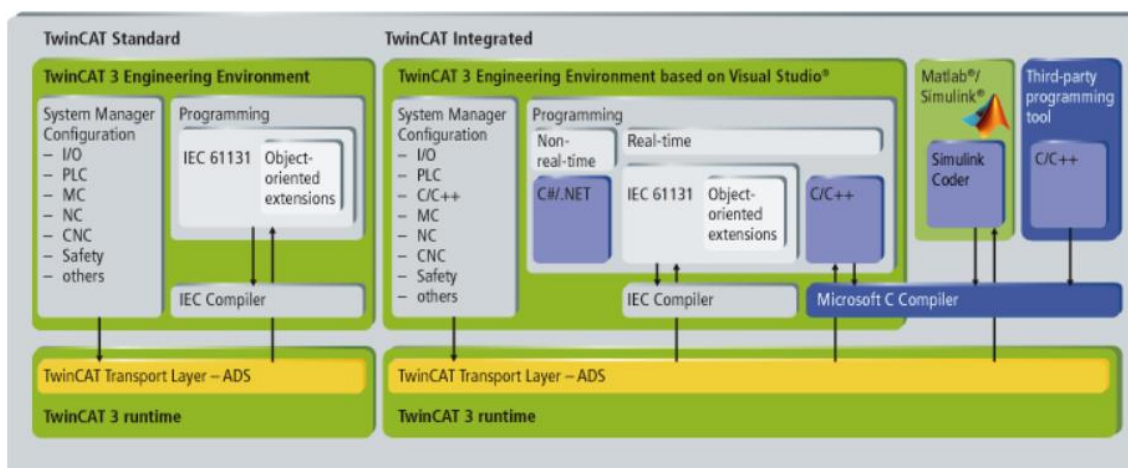 TwinCAT Standard
TwinCAT 3 Engineering Environment
System Manager
Configuration
– I/O
– PLC
– MC
– NC
– CNC
– Safety
– others
Programming
IEC 61131
Object-
oriented
extensions
IEC Compiler
TwinCAT Transport Layer – ADS
TwinCAT 3 runtime
TwinCAT Integrated
TwinCAT 3 Engineering Environment based on Visual Studio®
System Manager
Configuration
– I/O
– PLC
– C/C++
– MC
– NC
– CNC
– Safety
– others
Programming
Non-
real-time
C#/.NET
Real-time
IEC 61131
Object-
oriented
extensions
C/C++
IEC Compiler
Matlab®/
Simulink®
Simulink
Coder
Third-party
programming
tool
C/C++
Microsoft C Compiler
TwinCAT Transport Layer – ADS
TwinCAT 3 runtime